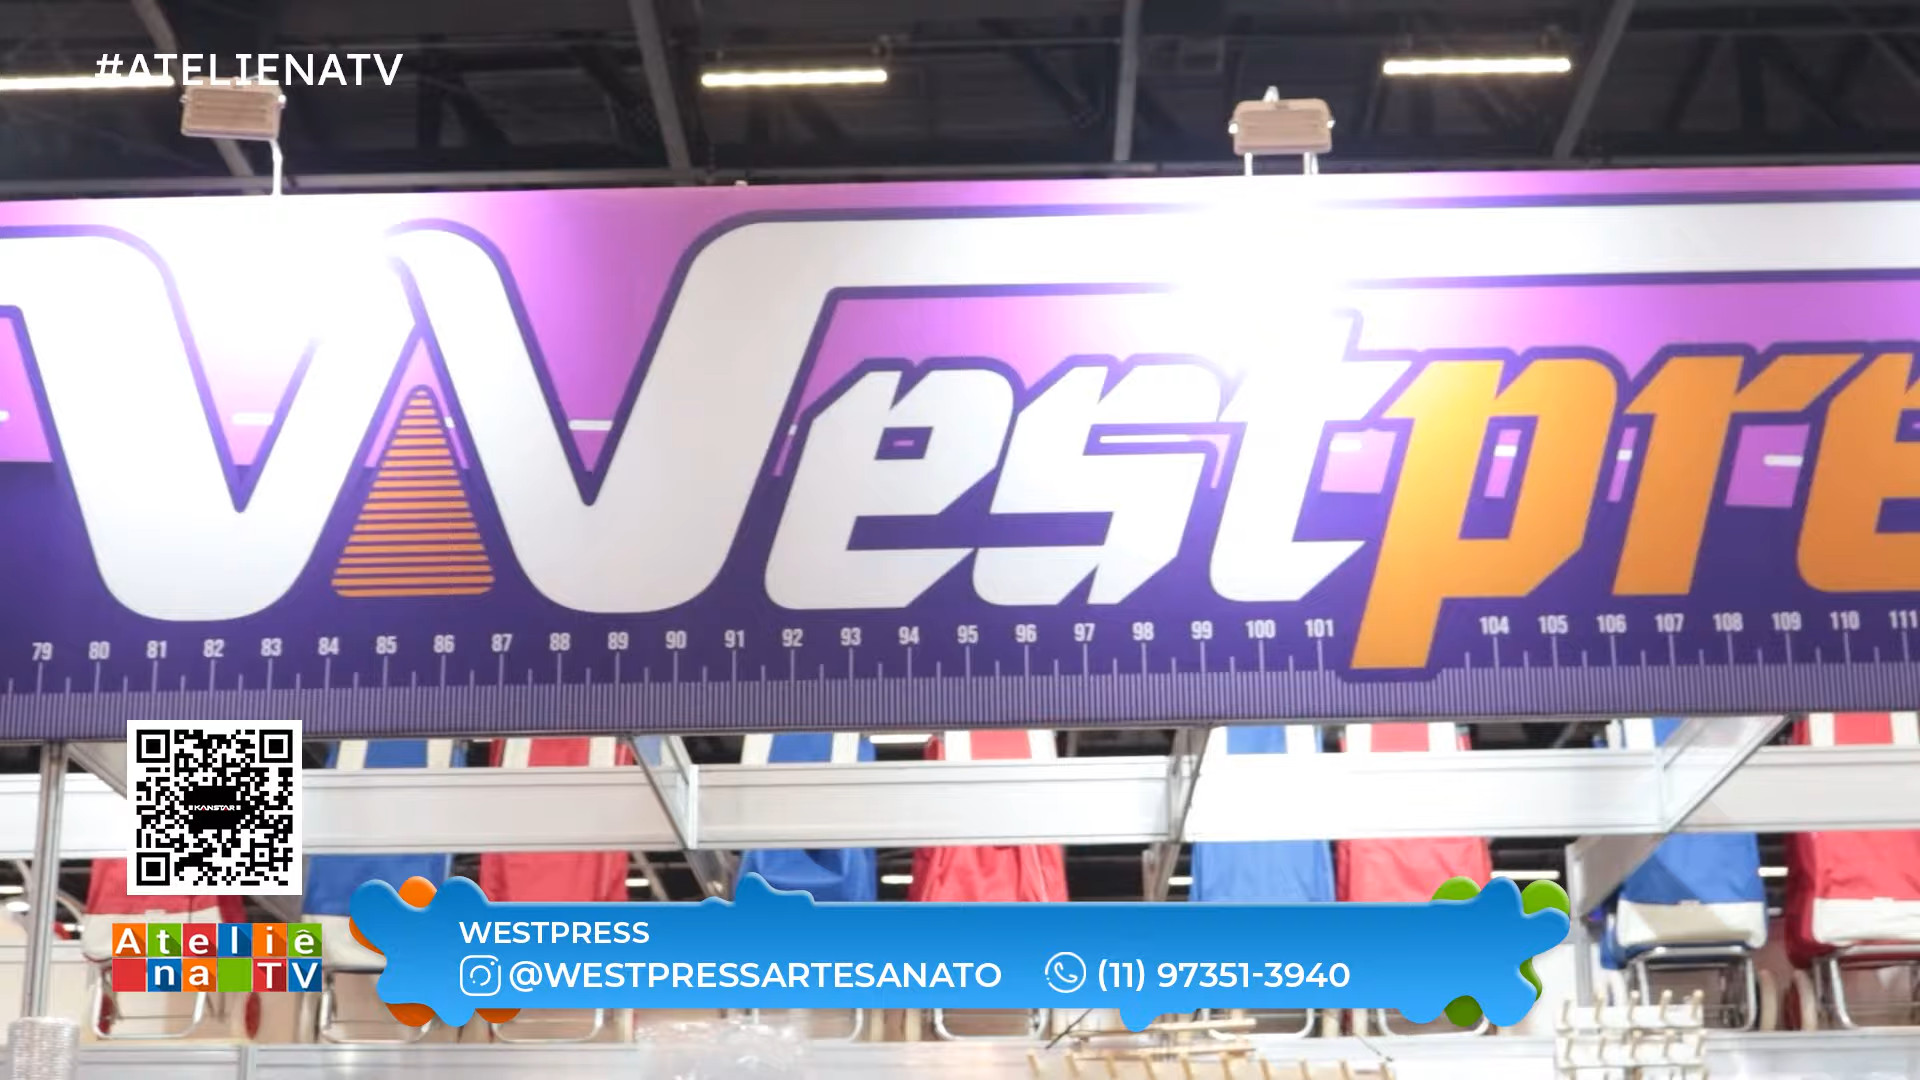 #ATELIENATV
Westpre
79 80 81 82 83 84 85 86 87 88 89 90 91 92 93 94 95 96 97 98 99 100 101 104 105 106 107 108 109 110 111
KANSTAR
Ateliê
na TV
WESTPRESS
@WESTPRESSARTESANATO (11) 97351-3940